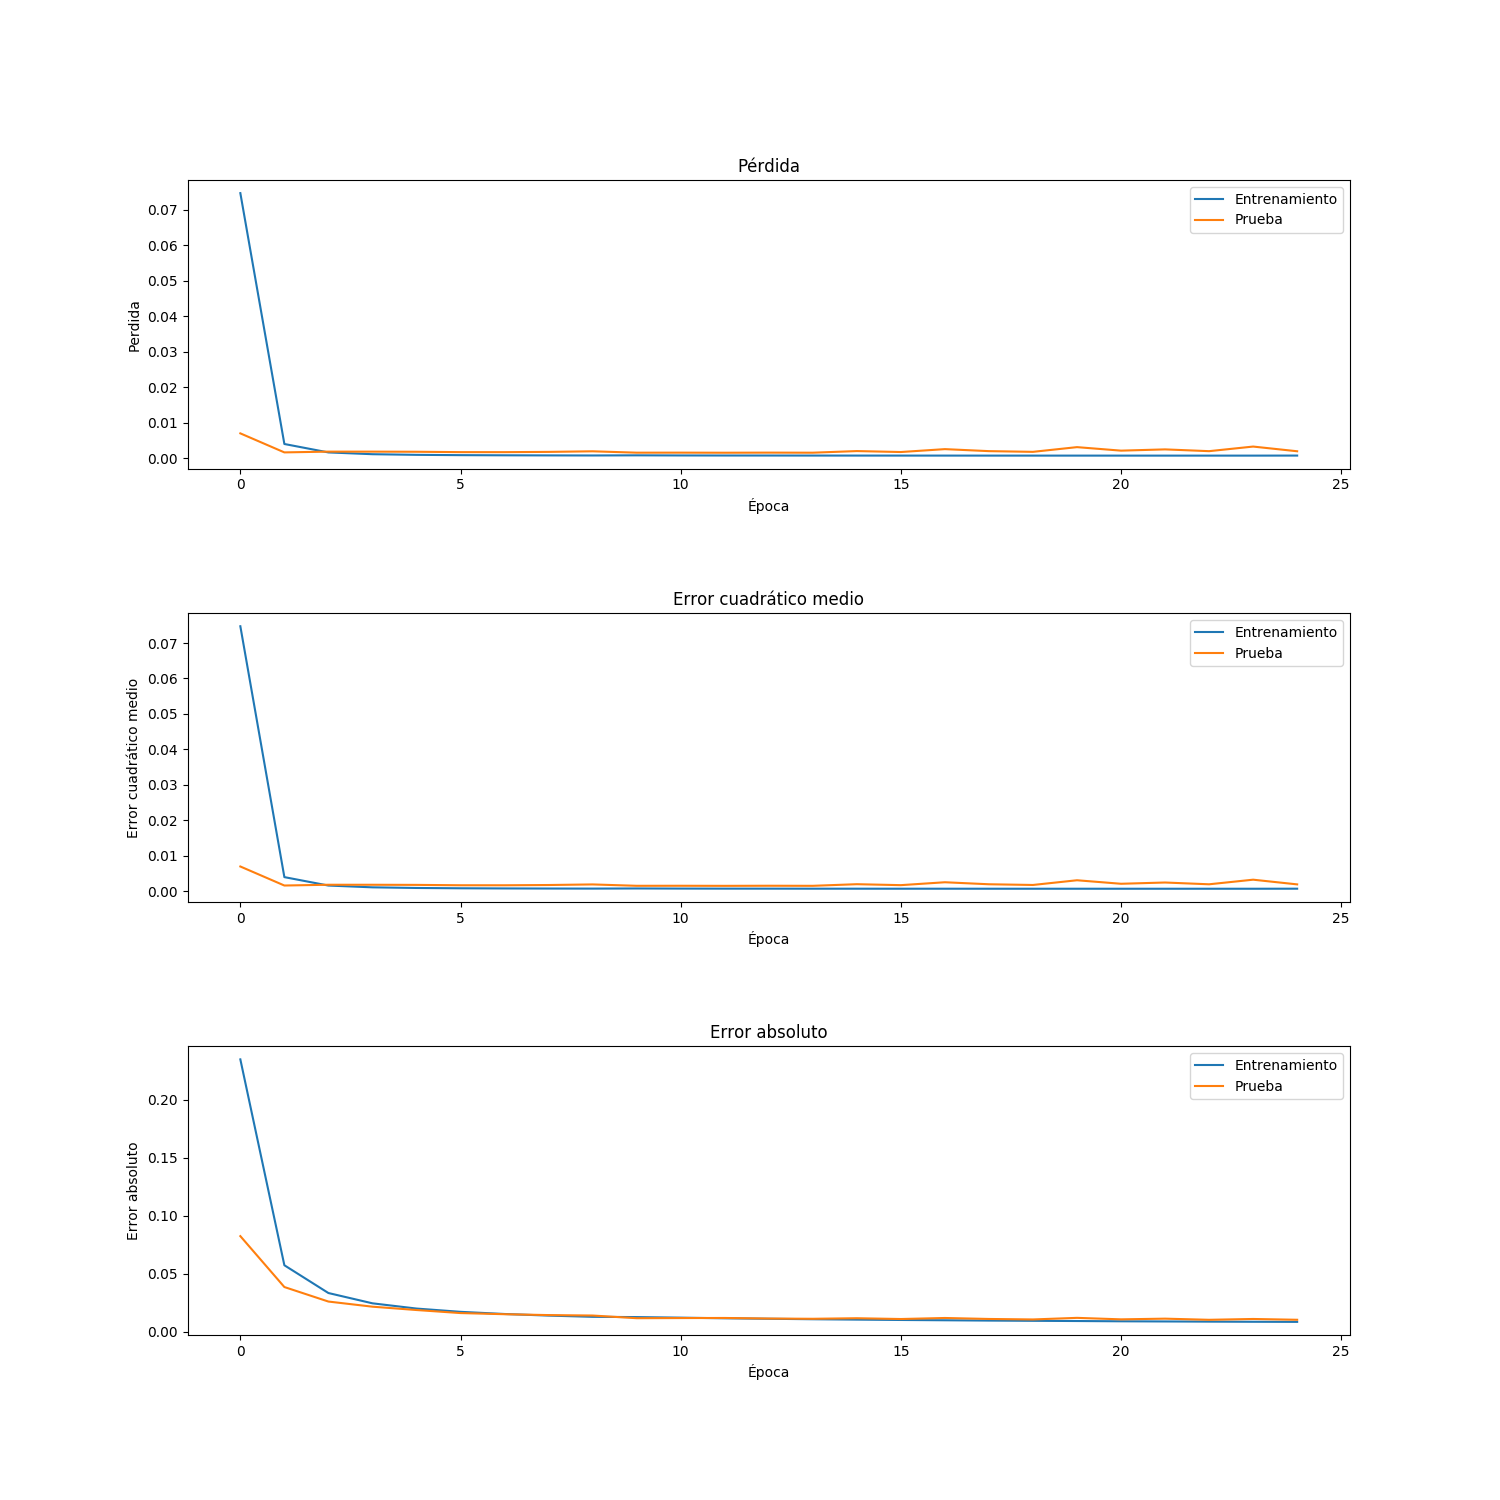 Pérdida
Entrenamiento
Prueba
0.07
0.06
0.05
0.04
0.03
0.02
0.01
0.00
Perdida
0 5 10 15 20 25
Época
Error cuadrático medio
Entrenamiento
Prueba
0.07
0.06
0.05
0.04
0.03
0.02
0.01
0.00
Error cuadrático medio
0 5 10 15 20 25
Época
Error absoluto
Entrenamiento
Prueba
0.20
0.15
0.10
0.05
0.00
Error absoluto
0 5 10 15 20 25
Época